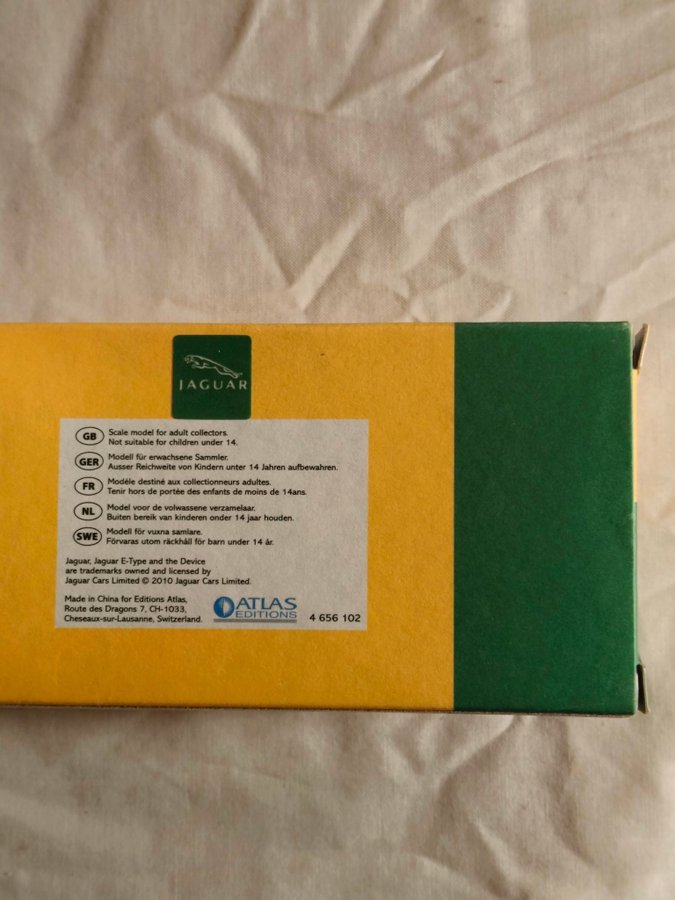 JAGUAR
GB Scale model for adult collectors.
Not suitable for children under 14.
GER Modell für erwachsene Sammler.
Ausser Reichweite von Kindern unter 14 Jahren aufbewahren.
FR Modéle destiné aux collectionneurs adultes.
Tenir hors de portée des enfants de moins de 14ans.
NL Model voor de volwassene verzamelaar.
Buiten bereik van kinderen onder 14 jaar houden.
SWE Modell för vuxna samlare.
Förvaras utom räckhåll för barn under 14 år.
Jaguar, Jaguar E-Type and the Device
are trademarks owned and licensed by
Jaguar Cars Limited © 2010 Jaguar Cars Limited.
Made in China for Editions Atlas,
Route des Dragons 7, CH-1033,
Cheseaux-sur-Lausanne, Switzerland.
ATLAS
EDITIONS
4 656 102